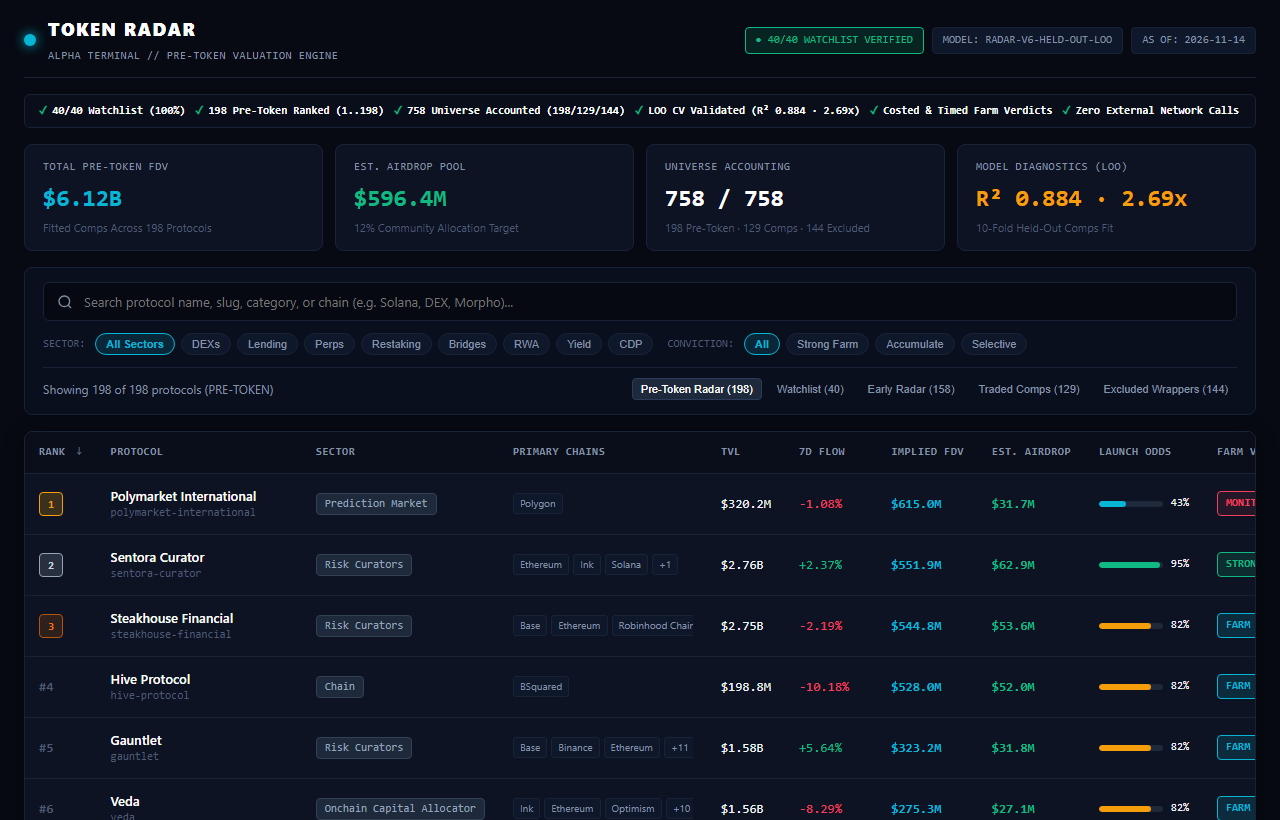 TOKEN RADAR
ALPHA TERMINAL // PRE-TOKEN VALUATION ENGINE
● 40/40 WATCHLIST VERIFIED
MODEL: RADAR-V6-HELD-OUT-LOO
AS OF: 2026-11-14
✓ 40/40 Watchlist (100%) ✓ 198 Pre-Token Ranked (1..198) ✓ 758 Universe Accounted (198/129/144) ✓ LOO CV Validated (R² 0.884 · 2.69x) ✓ Costed & Timed Farm Verdicts ✓ Zero External Network Calls
TOTAL PRE-TOKEN FDV
$6.12B
Fitted Comps Across 198 Protocols
EST. AIRDROP POOL
$596.4M
12% Community Allocation Target
UNIVERSE ACCOUNTING
758 / 758
198 Pre-Token · 129 Comps · 144 Excluded
MODEL DIAGNOSTICS (LOO)
R² 0.884 · 2.69x
10-Fold Held-Out Comps Fit
Search protocol name, slug, category, or chain (e.g. Solana, DEX, Morpho)...
SECTOR: All Sectors DEXs Lending Perps Restaking Bridges RWA Yield CDP CONVICTION: All Strong Farm Accumulate Selective
Showing 198 of 198 protocols (PRE-TOKEN)
Pre-Token Radar (198) Watchlist (40) Early Radar (158) Traded Comps (129) Excluded Wrappers (144)
RANK ↓ PROTOCOL SECTOR PRIMARY CHAINS TVL 7D FLOW IMPLIED FDV EST. AIRDROP LAUNCH ODDS FARM V
1 Polymarket International Prediction Market Polygon $320.2M -1.08% $615.0M $31.7M 43% MONIT
polymarket-international
2 Sentora Curator Risk Curators Ethereum Ink Solana +1 $2.76B +2.37% $551.9M $62.9M 95% STRON
sentora-curator
3 Steakhouse Financial Risk Curators Base Ethereum Robinhood Chain $2.75B -2.19% $544.8M $53.6M 82% FARM
steakhouse-financial
#4 Hive Protocol Chain BSquared $198.8M -10.18% $528.0M $52.0M 82% FARM
hive-protocol
#5 Gauntlet Risk Curators Base Binance Ethereum +11 $1.58B +5.64% $323.2M $31.8M 82% FARM
gauntlet
#6 Veda Onchain Capital Allocator Ink Ethereum Optimism +10 $1.56B -8.29% $275.3M $27.1M 82% FARM
veda